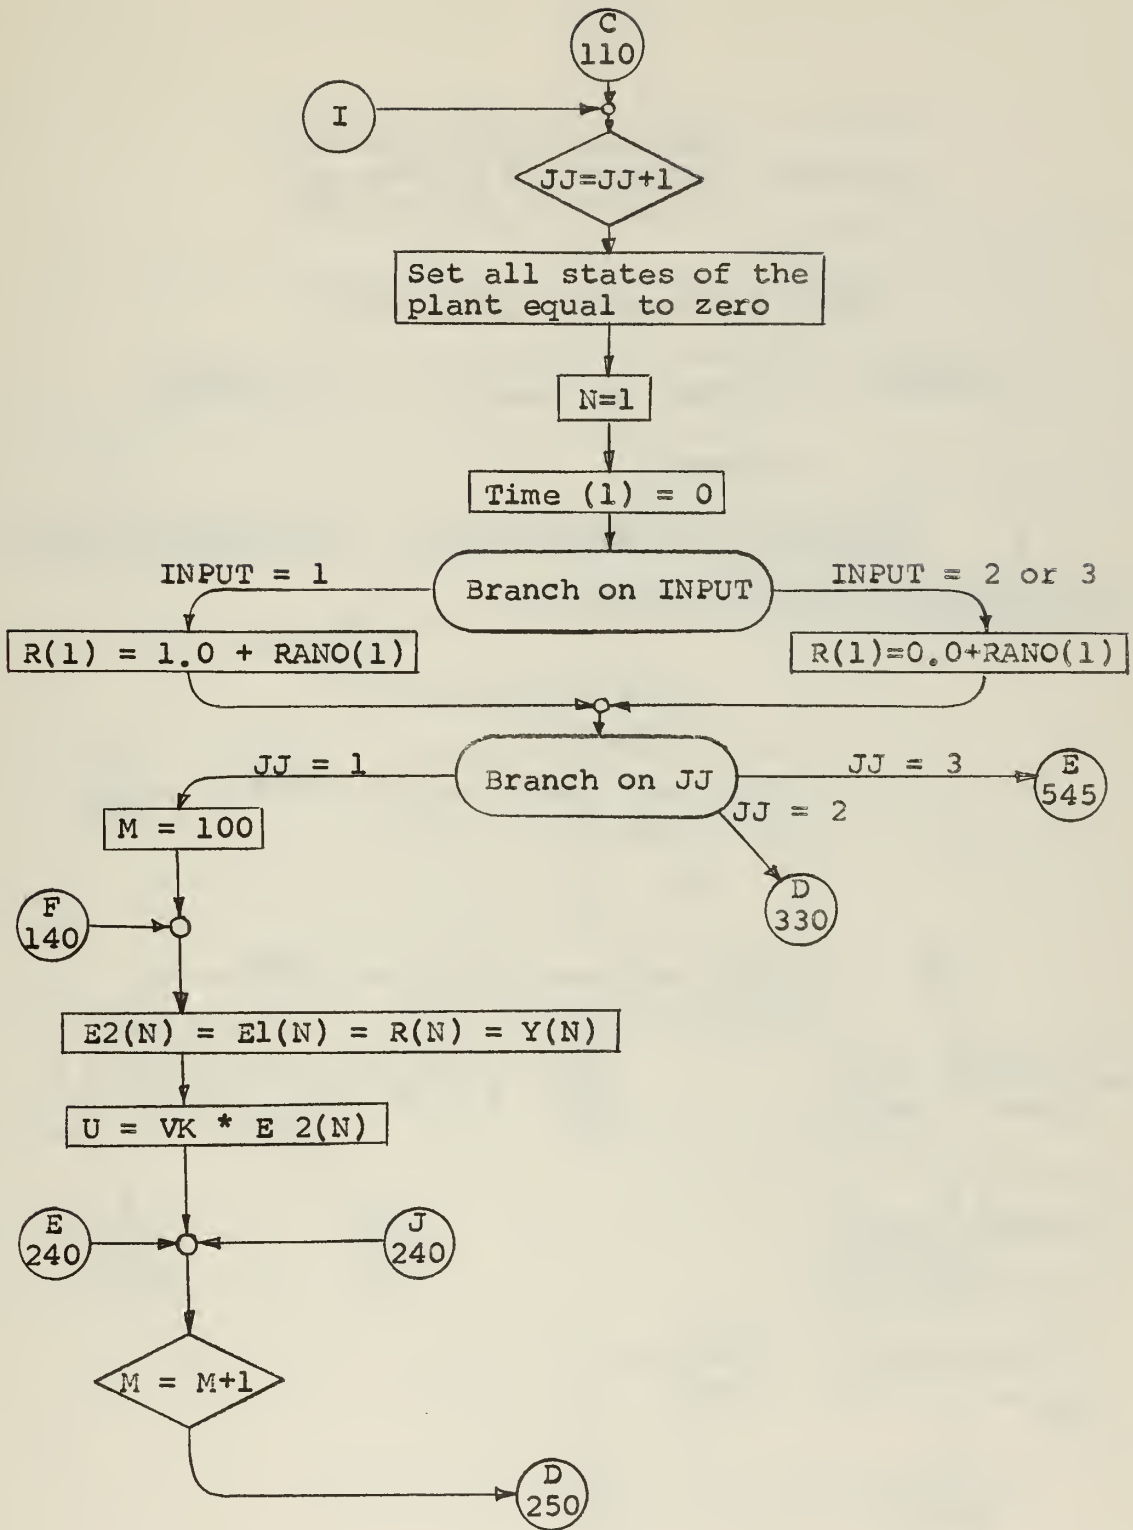 C
110
I
JJ=JJ+1
Set all states of the
plant equal to zero
N=1
Time (1) = 0
INPUT = 1
Branch on INPUT
INPUT = 2 or 3
R(1) = 1.0 + RANO(1)
R(1)=0.0+RANO(1)
JJ = 1
Branch on JJ
JJ = 3
E
545
JJ = 2
M = 100
D
330
F
140
E2(N) = E1(N) = R(N) = Y(N)
U = VK * E 2(N)
E
240
J
240
M = M+1
D
250